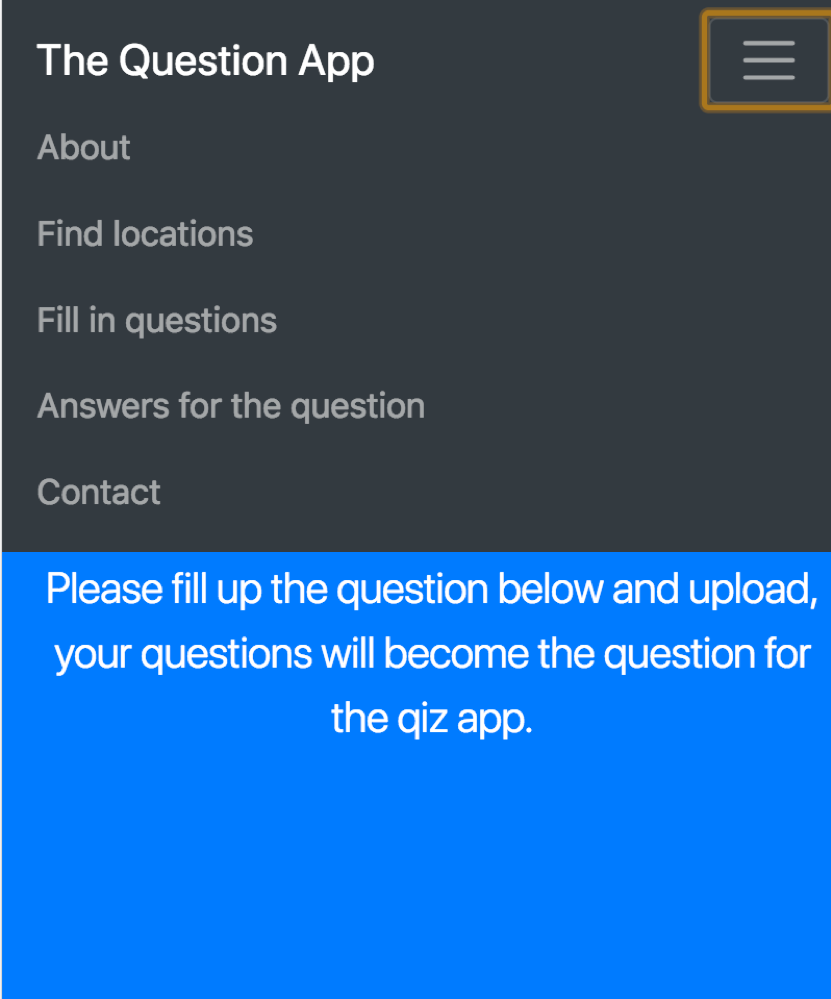 The Question App
About
Find locations
Fill in questions
Answers for the question
Contact
Please fill up the question below and upload,
your questions will become the question for
the qiz app.